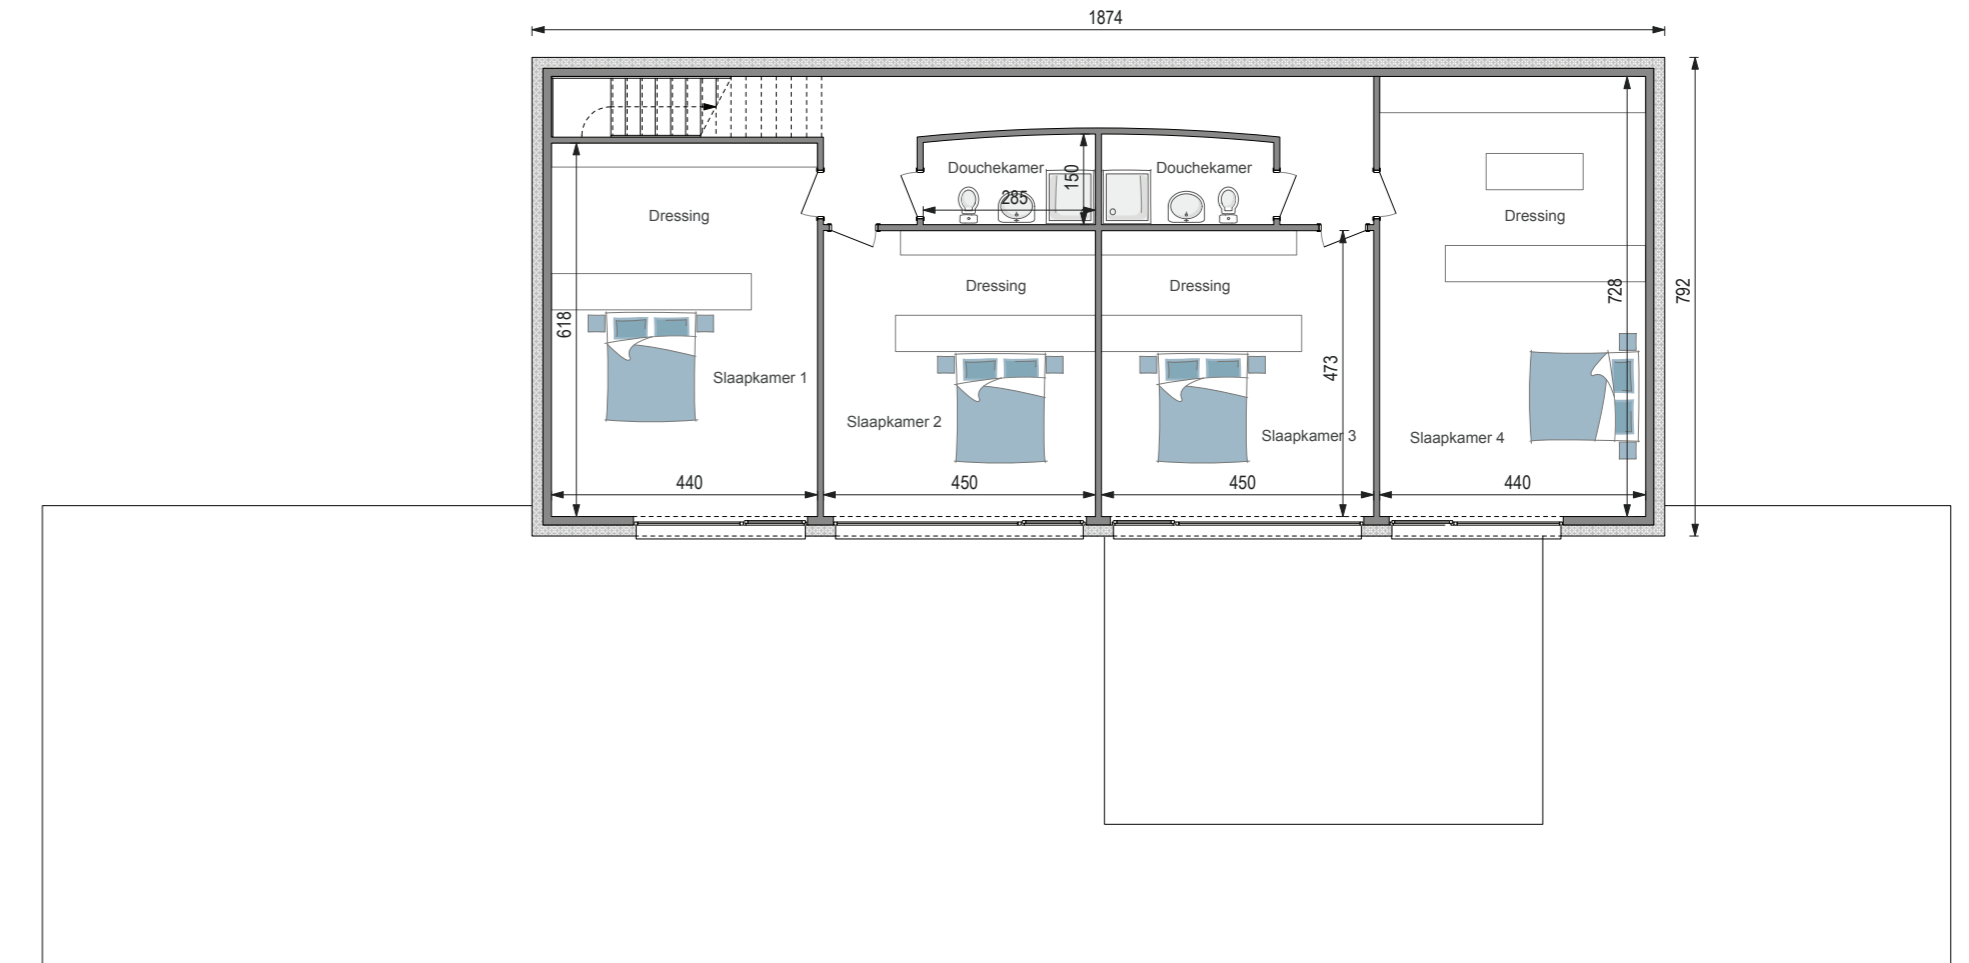 1874
Douchekamer
Douchekamer
150
285
Dressing
Dressing
Dressing
Dressing
728
792
618
473
Slaapkamer 1
Slaapkamer 2
Slaapkamer 3
Slaapkamer 4
440
450
450
440